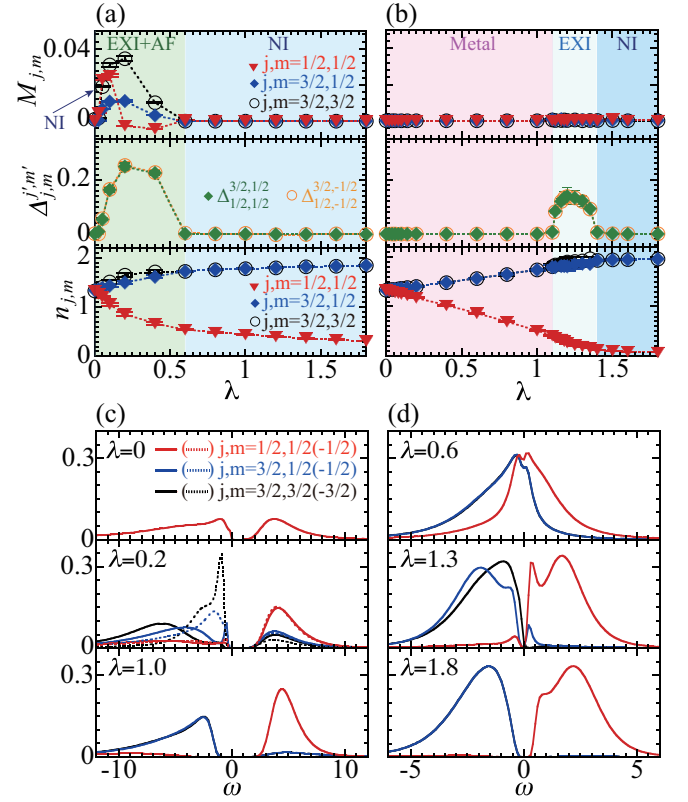 (a)
(b)
EXI+AF
NI
Metal
EXI
NI
M_{j,m}
0.04
0
NI
j,m=1/2,1/2
j,m=3/2,1/2
j,m=3/2,3/2
Δ_{j,m}^{j',m'}
0.2
0
Δ_{1/2,1/2}^{3/2,1/2}
Δ_{1/2,-1/2}^{3/2,-1/2}
n_{j,m}
2
1
0
j,m=1/2,1/2
j,m=3/2,1/2
j,m=3/2,3/2
0 0.5 1 1.5
0 0.5 1 1.5
λ
λ
(c)
(d)
0.3
0
λ=0
(-----) j,m=1/2,1/2(-1/2)
(-----) j,m=3/2,1/2(-1/2)
(-----) j,m=3/2,3/2(-3/2)
0.3
0
λ=0.6
0.3
0
λ=0.2
0.3
0
λ=1.3
0.3
0
λ=1.0
0.3
0
λ=1.8
-10 0 10
-5 0 5
ω
ω